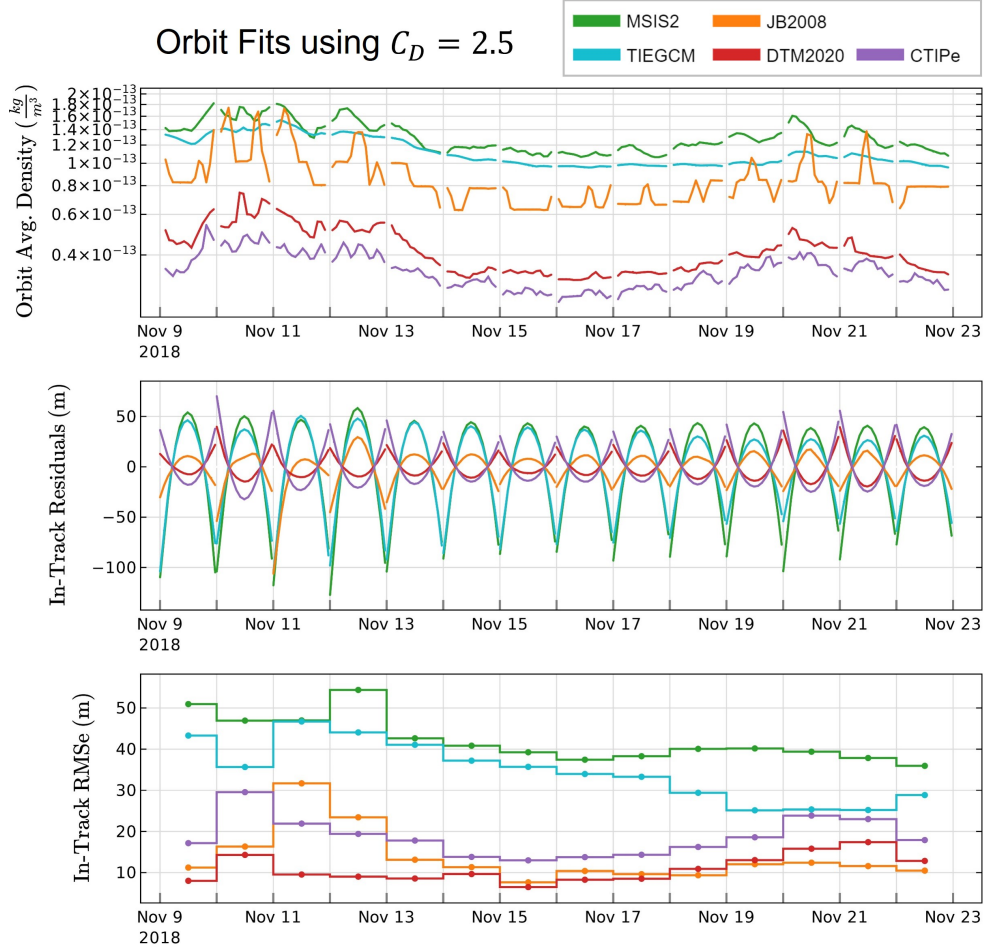 Orbit Fits using C_D = 2.5
MSIS2 JB2008
TIEGCM DTM2020 CTIPe
Orbit Avg. Density (kg/m³)
2×10⁻¹³
1.8×10⁻¹³
1.6×10⁻¹³
1.4×10⁻¹³
1.2×10⁻¹³
1×10⁻¹³
0.8×10⁻¹³
0.6×10⁻¹³
0.4×10⁻¹³
Nov 9 Nov 11 Nov 13 Nov 15 Nov 17 Nov 19 Nov 21 Nov 23
2018
In-Track Residuals (m)
50
0
−50
−100
Nov 9 Nov 11 Nov 13 Nov 15 Nov 17 Nov 19 Nov 21 Nov 23
2018
In-Track RMSe (m)
50
40
30
20
10
Nov 9 Nov 11 Nov 13 Nov 15 Nov 17 Nov 19 Nov 21 Nov 23
2018